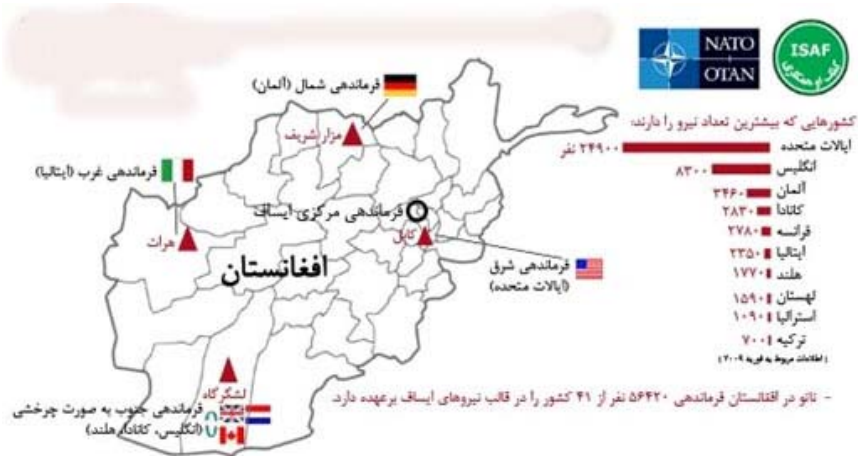 NATO
OTAN
ISAF
کشورهایی که بیشترین تعداد نیرو را دارند:
ایالات متحده ۲۴۹۰۰ نفر
انگلیس ۸۳۰۰
آلمان ۳۴۶۰
کانادا ۲۸۳۰
فرانسه ۲۷۸۰
ایتالیا ۲۳۵۰
هلند ۱۷۷۰
لهستان ۱۵۹۰
استرالیا ۱۰۹۰
ترکیه ۷۰۰
(اطلاعات مربوط به فوریه ۲۰۰۹)
فرماندهی شمال (آلمان)
مزار شریف
فرماندهی غرب (ایتالیا)
هرات
فرماندهی مرکزی ایساف
کابل
افغانستان
فرماندهی شرق
(ایالات متحده)
لشگرگاه
فرماندهی جنوب به صورت چرخشی
(انگلیس، کانادا، هلند)
- ناتو در افغانستان فرماندهی ۵۶۴۲۰ نفر از ۴۱ کشور را در قالب نیروهای ایساف برعهده دارد.